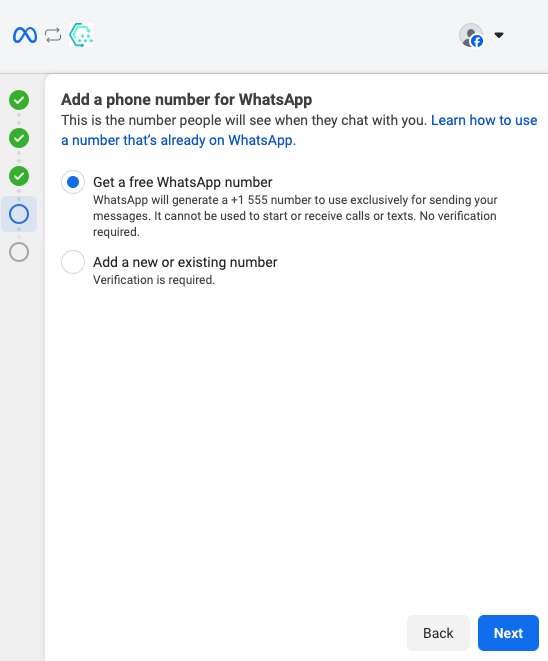 Add a phone number for WhatsApp
This is the number people will see when they chat with you. Learn how to use
a number that's already on WhatsApp.
Get a free WhatsApp number
WhatsApp will generate a +1 555 number to use exclusively for sending your
messages. It cannot be used to start or receive calls or texts. No verification
required.
Add a new or existing number
Verification is required.
Back
Next